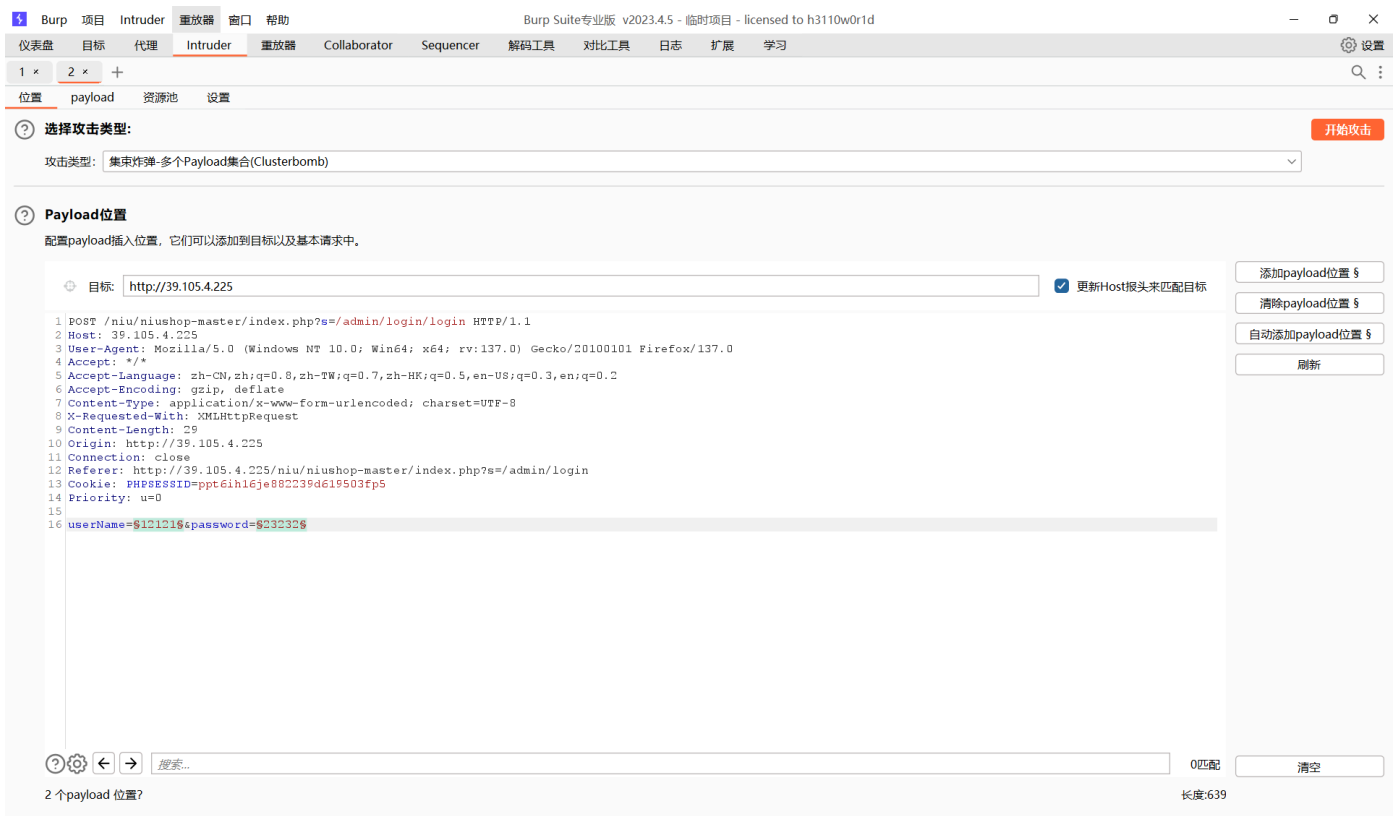 Burp 项目 Intruder 重放器 窗口 帮助 Burp Suite专业版 v2023.4.5 - 临时项目 - licensed to h3110w0r1d
仪表盘 目标 代理 Intruder 重放器 Collaborator Sequencer 解码工具 对比工具 日志 扩展 学习 设置
1 × 2 × +
位置 payload 资源池 设置
? 选择攻击类型: 开始攻击
攻击类型: 集束炸弹-多个Payload集合(Clusterbomb)
? Payload位置
配置payload插入位置，它们可以添加到目标以及基本请求中。
目标: http://39.105.4.225 更新Host报头来匹配目标
添加payload位置 §
清除payload位置 §
自动添加payload位置 §
刷新
1 POST /niu/niushop-master/index.php?s=/admin/login/login HTTP/1.1
2 Host: 39.105.4.225
3 User-Agent: Mozilla/5.0 (Windows NT 10.0; Win64; x64; rv:137.0) Gecko/20100101 Firefox/137.0
4 Accept: */*
5 Accept-Language: zh-CN,zh;q=0.8,zh-TW;q=0.7,zh-HK;q=0.5,en-US;q=0.3,en;q=0.2
6 Accept-Encoding: gzip, deflate
7 Content-Type: application/x-www-form-urlencoded; charset=UTF-8
8 X-Requested-With: XMLHttpRequest
9 Content-Length: 29
10 Origin: http://39.105.4.225
11 Connection: close
12 Referer: http://39.105.4.225/niu/niushop-master/index.php?s=/admin/login
13 Cookie: PHPSESSID=ppt6ih16je882239d619503fp5
14 Priority: u=0
15
16 userName=§12121§&password=§23232§
? 搜索... 0匹配 清空
2 个payload 位置? 长度:639